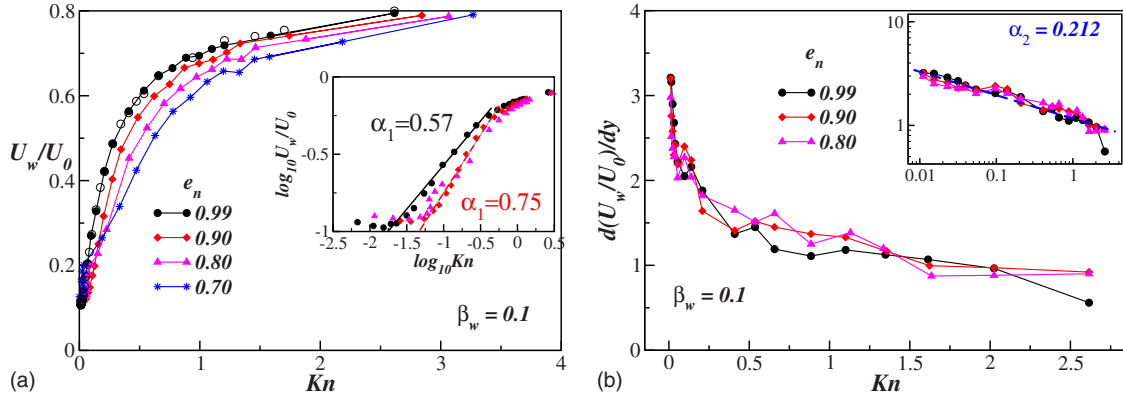 0.8
0.6
0.4
0.2
0
U_w/U_0
e_n
0.99
0.90
0.80
0.70
0
-0.5
-1
log_10 U_w/U_0
α_1=0.57
α_1=0.75
-2.5 -2 -1.5 -1 -0.5 0 0.5
log_10 Kn
β_w = 0.1
0 1 2 3 4
(a)
Kn
4
3
2
1
0
d(U_w/U_0)/dy
e_n
0.99
0.90
0.80
10
1
α_2 = 0.212
0.01 0.1 1
β_w = 0.1
0 0.5 1 1.5 2 2.5
(b)
Kn